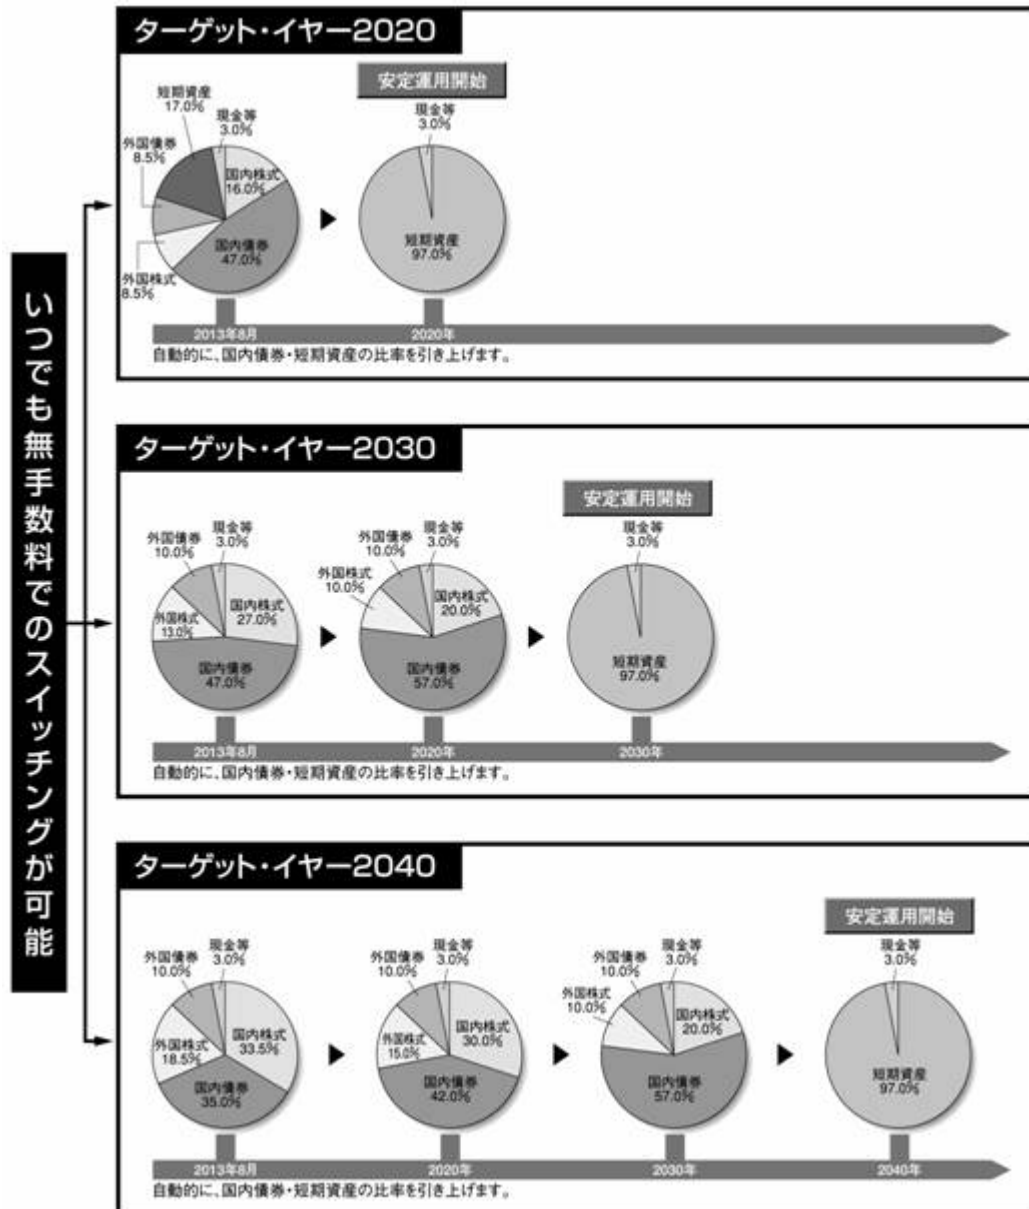 いつでも無手数料でのスイッチングが可能
ターゲット・イヤー2020
安定運用開始
短期資産
17.0%
現金等
3.0%
外国債券
8.5%
国内株式
16.0%
国内債券
47.0%
外国株式
8.5%
現金等
3.0%
短期資産
97.0%
2013年8月
2020年
自動的に、国内債券・短期資産の比率を引き上げます。
ターゲット・イヤー2030
安定運用開始
外国債券
10.0%
現金等
3.0%
外国株式
13.0%
国内株式
27.0%
国内債券
47.0%
外国債券
10.0%
現金等
3.0%
外国株式
10.0%
国内株式
20.0%
国内債券
57.0%
現金等
3.0%
短期資産
97.0%
2013年8月
2020年
2030年
自動的に、国内債券・短期資産の比率を引き上げます。
ターゲット・イヤー2040
安定運用開始
外国債券
10.0%
現金等
3.0%
外国株式
18.5%
国内株式
33.5%
国内債券
35.0%
外国債券
10.0%
現金等
3.0%
外国株式
15.0%
国内株式
30.0%
国内債券
42.0%
外国債券
10.0%
現金等
3.0%
外国株式
10.0%
国内株式
20.0%
国内債券
57.0%
現金等
3.0%
短期資産
97.0%
2013年8月
2020年
2030年
2040年
自動的に、国内債券・短期資産の比率を引き上げます。